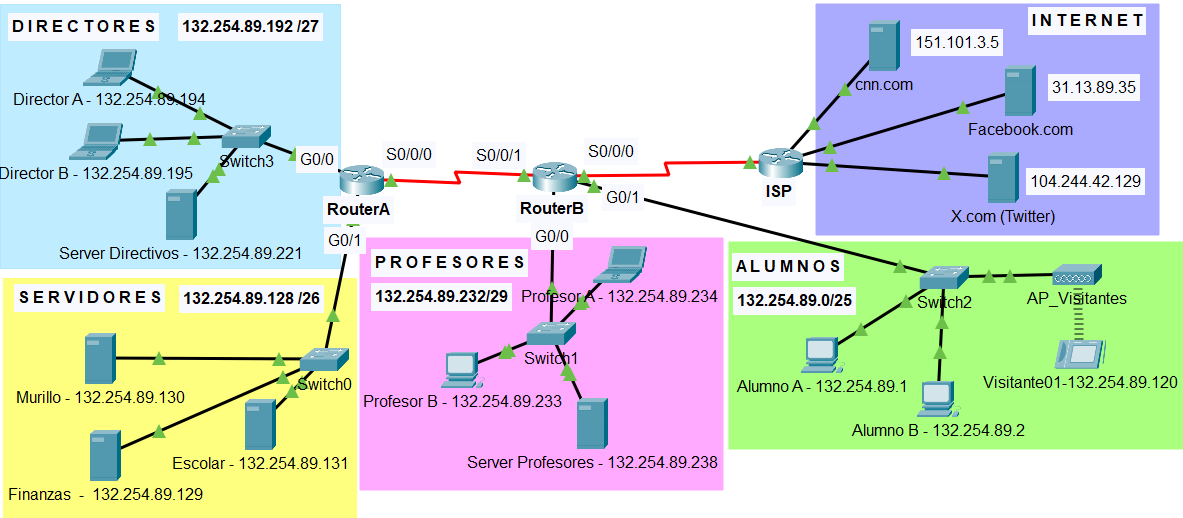 DIRECTORES 132.254.89.192 /27
Director A - 132.254.89.194
Director B - 132.254.89.195
Switch3
Server Directivos - 132.254.89.221
G0/0
S0/0/0
RouterA
G0/1
S0/0/1
S0/0/0
RouterB
G0/1
G0/0
ISP
INTERNET
151.101.3.5
cnn.com
31.13.89.35
Facebook.com
104.244.42.129
X.com (Twitter)
SERVIDORES 132.254.89.128 /26
Switch0
Murillo - 132.254.89.130
Escolar - 132.254.89.131
Finanzas - 132.254.89.129
PROFESORES
132.254.89.232/29
Profesor A - 132.254.89.234
Switch1
Profesor B - 132.254.89.233
Server Profesores - 132.254.89.238
ALUMNOS
132.254.89.0/25
Switch2
AP_Visitantes
Alumno A - 132.254.89.1
Visitante01-132.254.89.120
Alumno B - 132.254.89.2